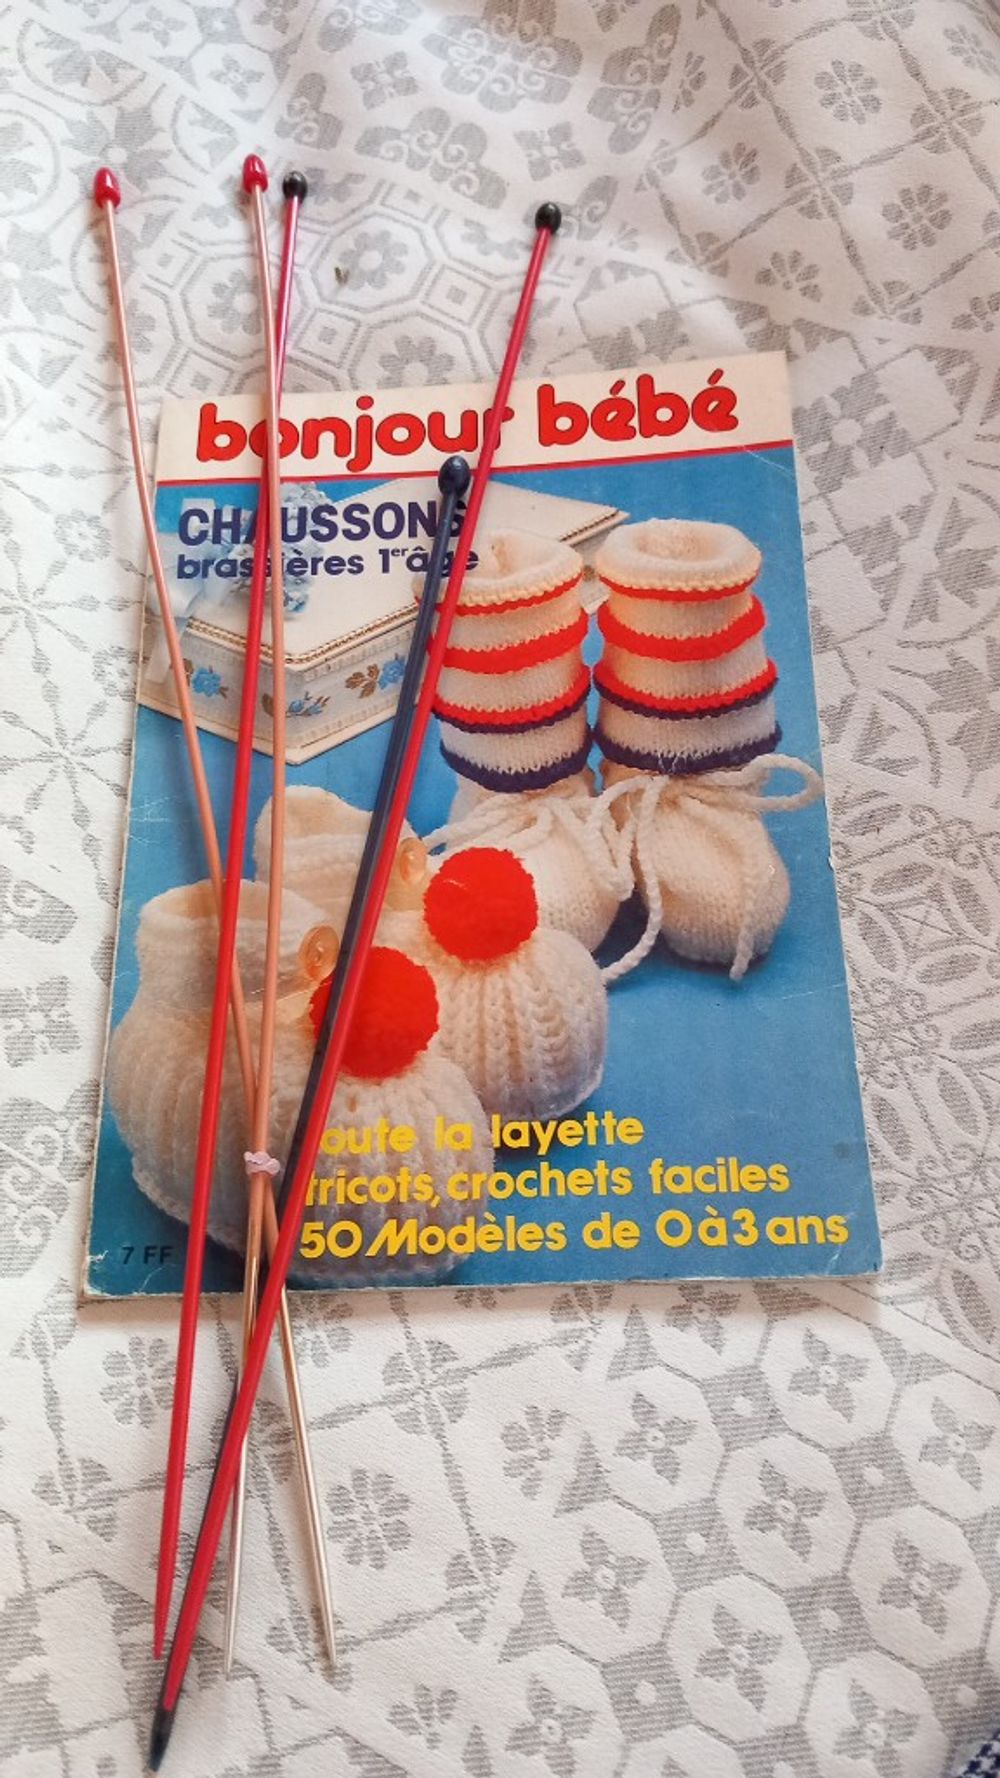 bonjour bébé
CHAUSSONS
brassières 1er âge
toute la layette
tricots, crochets faciles
50 Modèles de 0 à 3 ans
7 FF